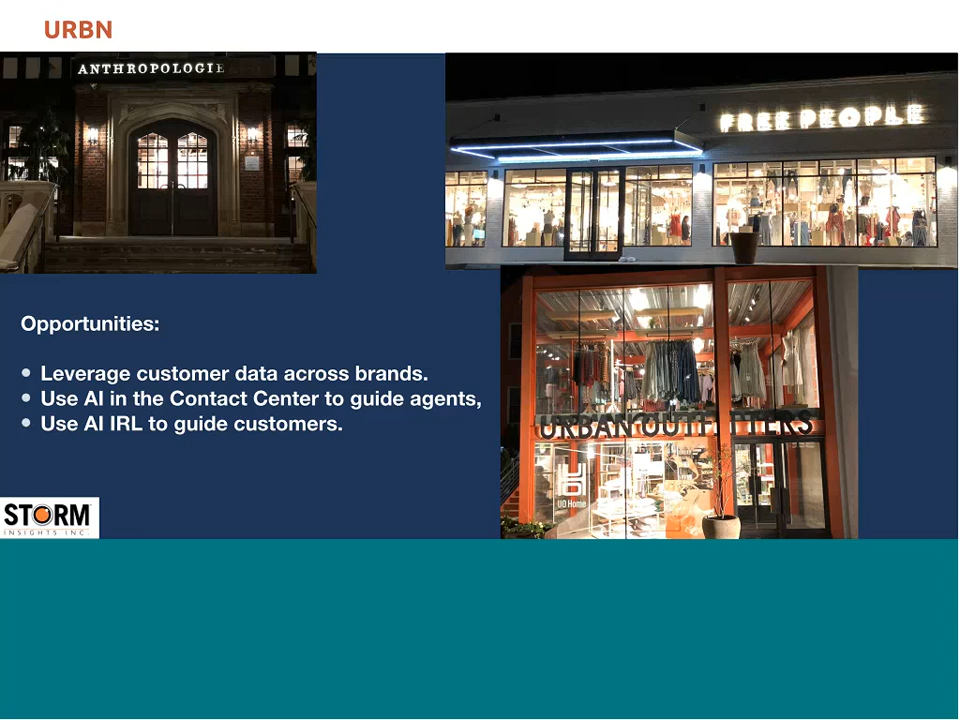 URBN
ANTHROPOLOGIE
FREE PEOPLE
Opportunities:
• Leverage customer data across brands.
• Use AI in the Contact Center to guide agents,
• Use AI IRL to guide customers.
URBAN OUTFITTERS
UO
UO Home
STORM
INSIGHTS INC.